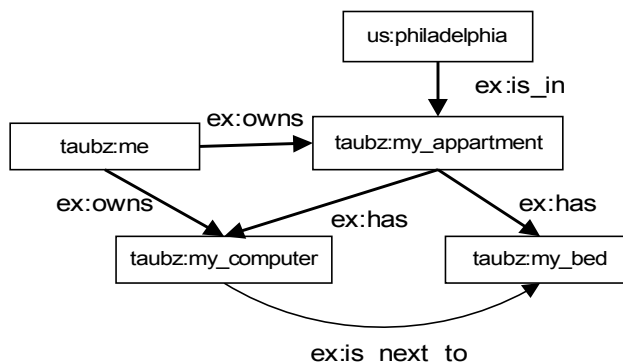 us:philadelphia
ex:is_in
ex:owns
taubz:me
taubz:my_appartment
ex:owns
ex:has
ex:has
taubz:my_computer
taubz:my_bed
ex:is_next_to